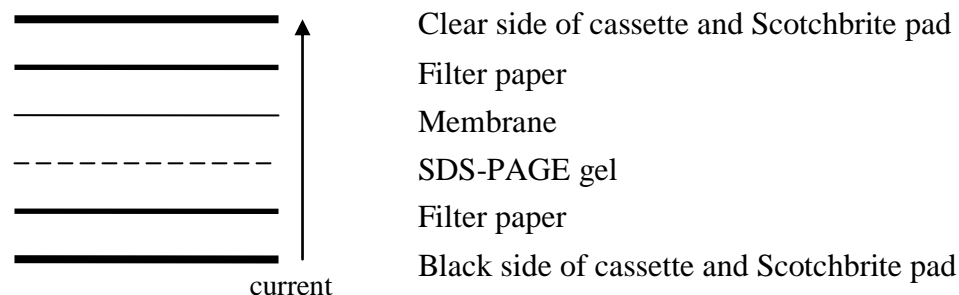 Clear side of cassette and Scotchbrite pad
Filter paper
Membrane
SDS-PAGE gel
Filter paper
Black side of cassette and Scotchbrite pad
current